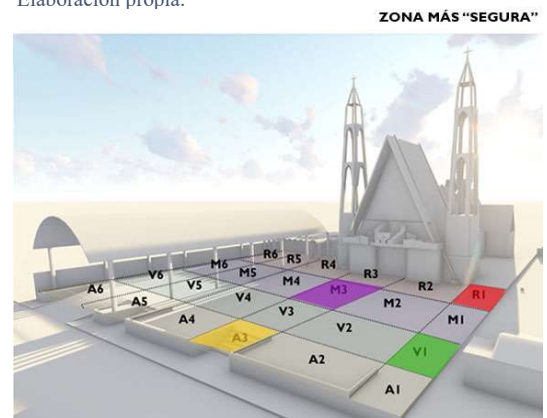 Elaboración propia.
ZONA MÁS “SEGURA”
M6 R6 R5 R4 R3 R2 R1
A6 V6 V5 M5 M4 M3 M2 M1
A5 V4 V3 V2 V1
A4 A3 A2 A1